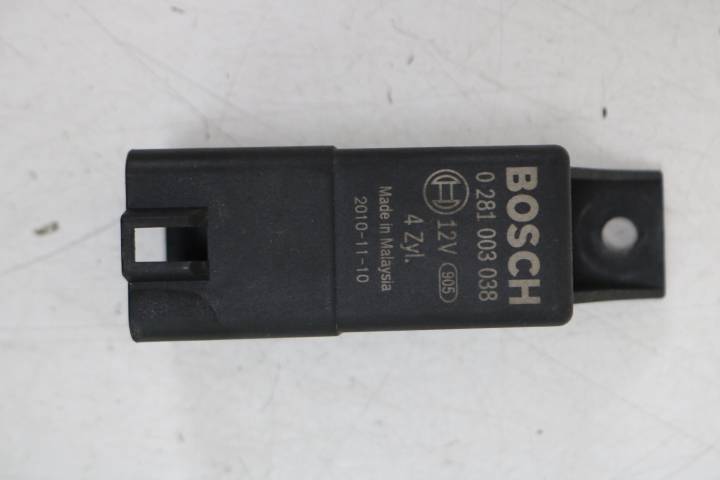 BOSCH
0 281 003 038
12V 905
4 Zyl.
Made in Malaysia
2010-11-10